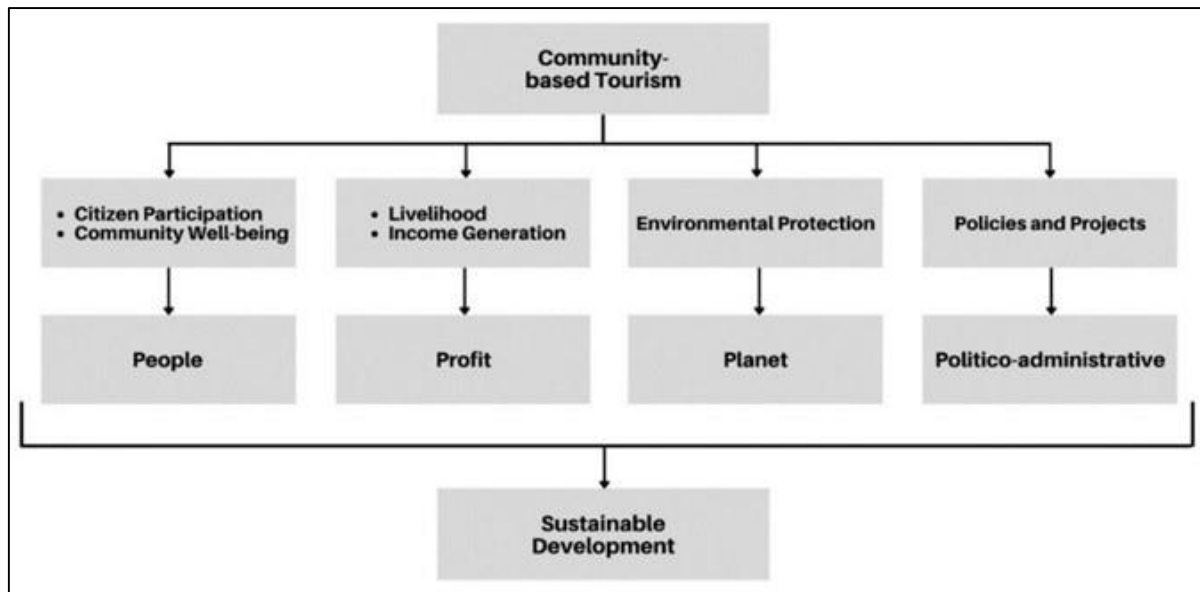 Community-
based Tourism
• Citizen Participation
• Community Well-being
• Livelihood
• Income Generation
Environmental Protection
Policies and Projects
People
Profit
Planet
Politico-administrative
Sustainable
Development